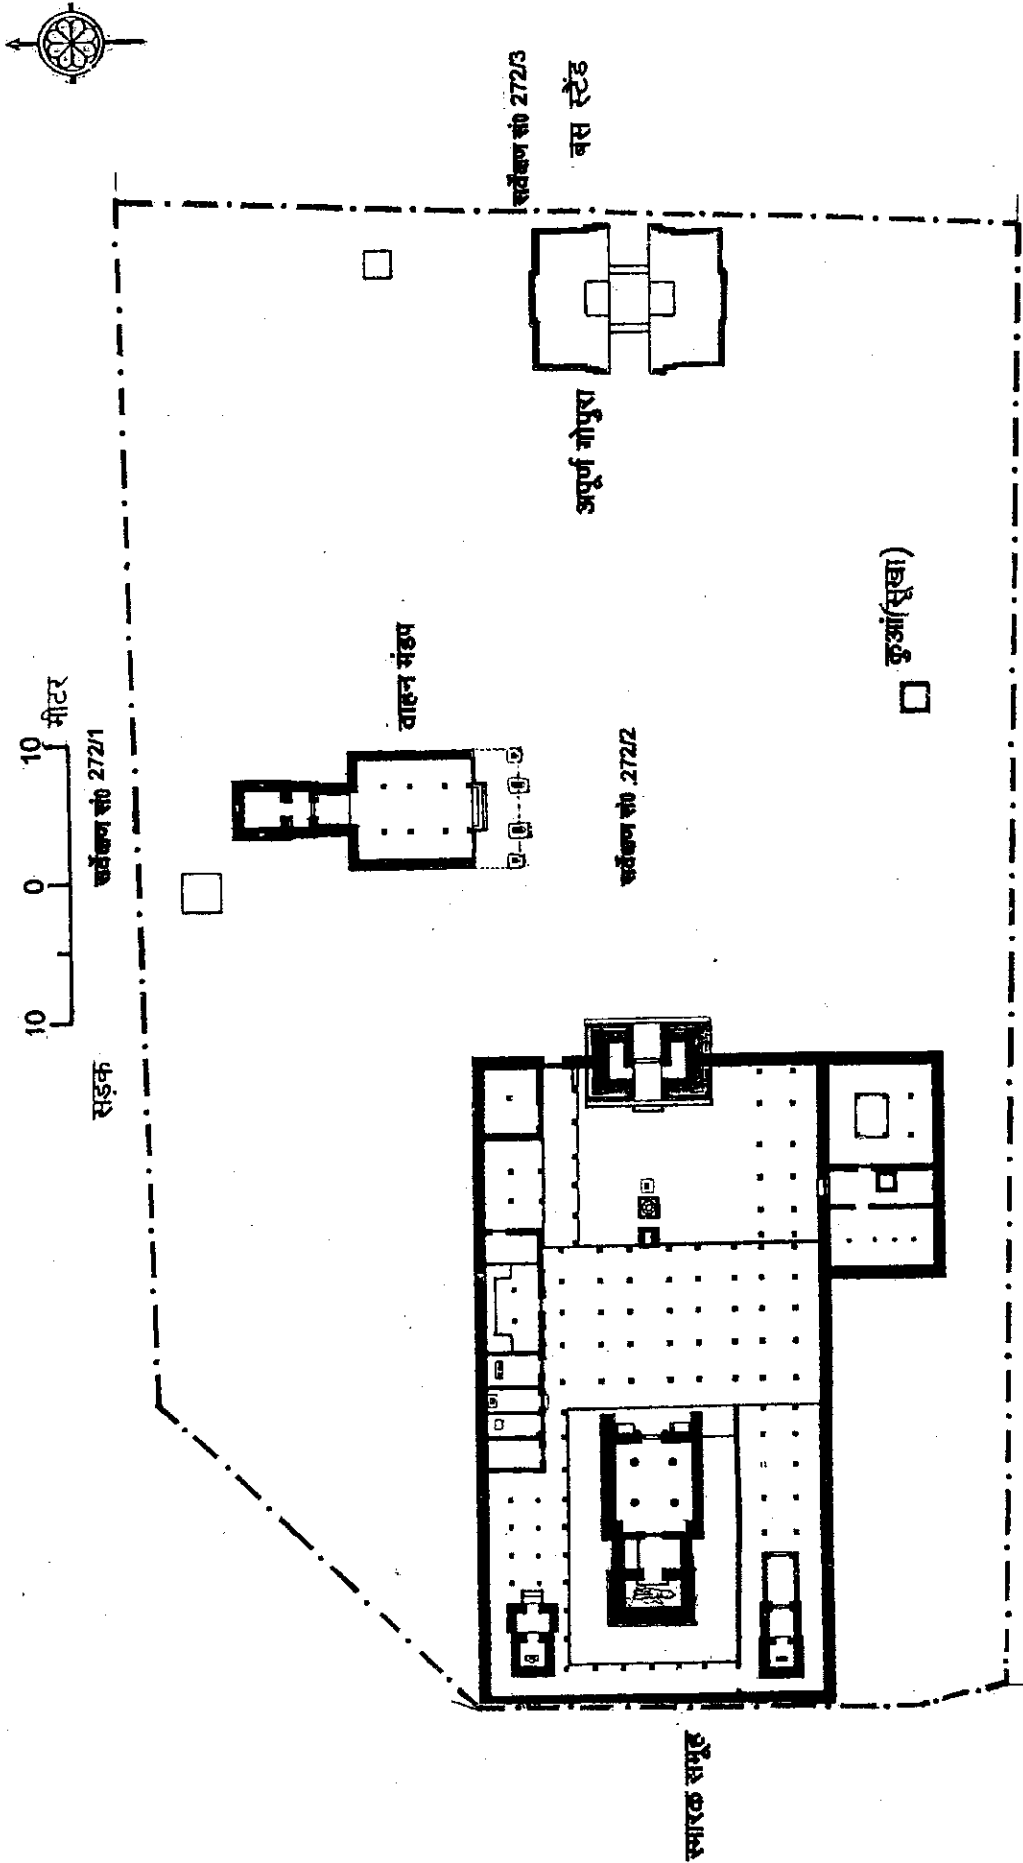 10 0 10 मीटर
सड़क
सर्वेक्षण सं0 272/1
वाहन मंडप
सर्वेक्षण सं0 .272/2
सर्वेक्षण सं0 272/3
बस स्टैंड
अपूर्ण गोपुरा
कुआं(सूखा)
स्मारक समूह